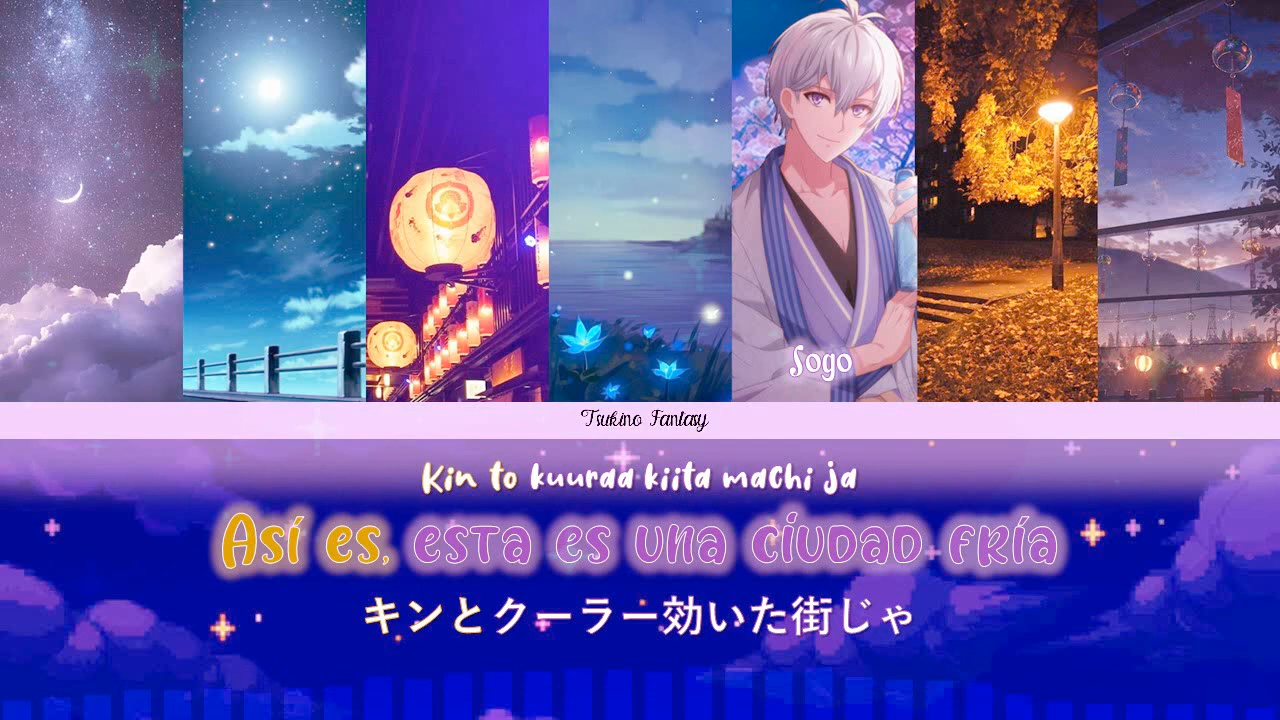 Sogo
Tsukino Fantasy
Kin to kuuraa kiita machi ja
Así es, esta es una ciudad fría
キンとクーラー効いた街じゃ